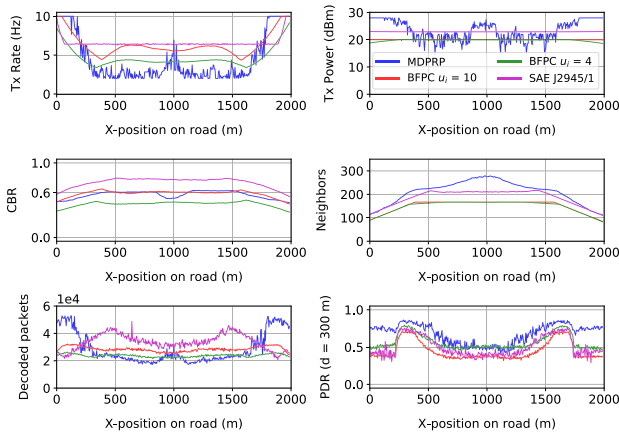 Tx Rate (Hz)
10
5
0
0 500 1000 1500 2000
X-position on road (m)
Tx Power (dBm)
30
20
10
0
MDPRP
BFPC u_i = 10
BFPC u_i = 4
SAE J2945/1
0 500 1000 1500 2000
X-position on road (m)
CBR
1.0
0.6
0.0
0 500 1000 1500 2000
X-position on road (m)
Neighbors
300
200
100
0
0 500 1000 1500 2000
X-position on road (m)
Decoded packets
1e4
6
4
2
0
0 500 1000 1500 2000
X-position on road (m)
PDR (d = 300 m)
1.0
0.5
0.0
0 500 1000 1500 2000
X-position on road (m)